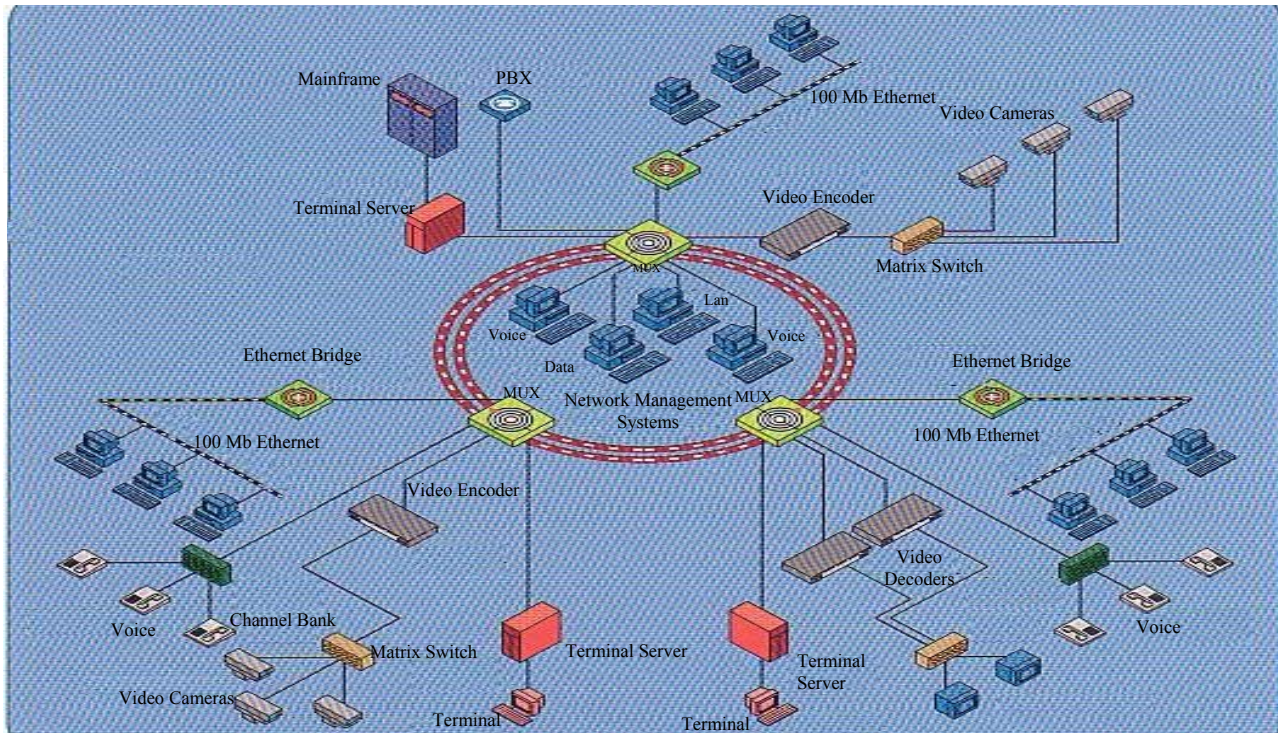 PBX
Mainframe
100 Mb Ethernet
Video Cameras
Video Encoder
Terminal Server
Matrix Switch
MUX
Lan
Voice
Voice
Data
Ethernet Bridge
Ethernet Bridge
MUX
MUX
Network Management
Systems
100 Mb Ethernet
100 Mb Ethernet
Video Encoder
Video
Decoders
Channel Bank
Voice
Voice
Matrix Switch
Terminal Server
Terminal
Server
Video Cameras
Terminal
Terminal